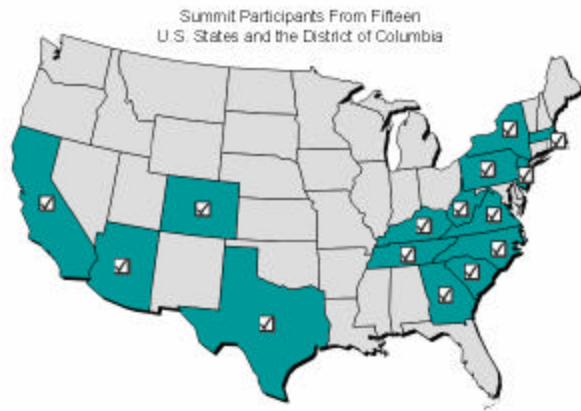 Summit Participants From Fifteen
U.S. States and the District of Columbia